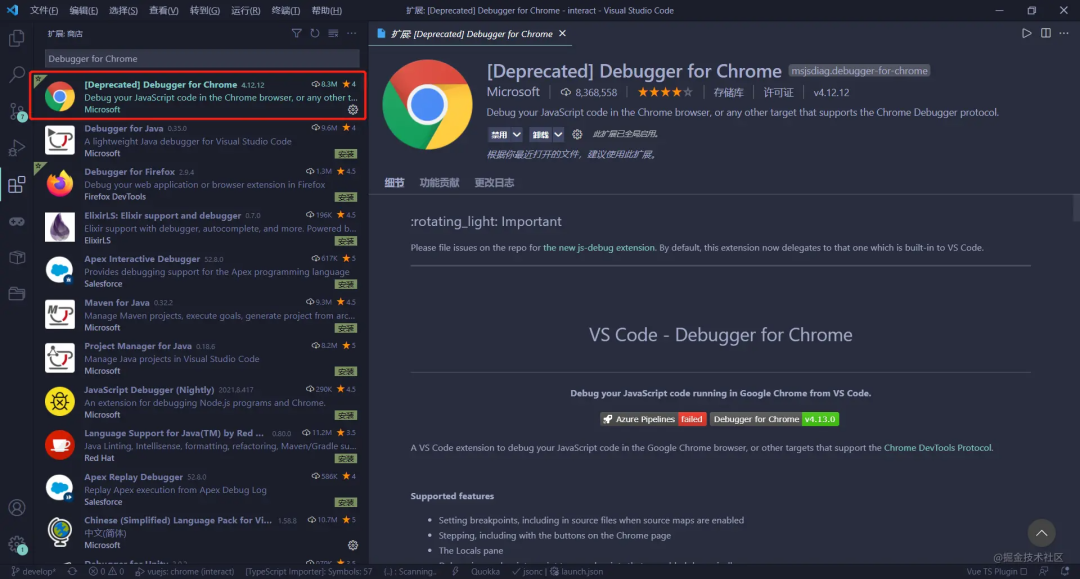 文件(F) 编辑(E) 选择(S) 查看(V) 转到(G) 运行(R) 终端(T) 帮助(H) 扩展: [Deprecated] Debugger for Chrome - interact - Visual Studio Code
扩展: 商店
Debugger for Chrome
[Deprecated] Debugger for Chrome 4.12.12 8.3M 4
Debug your JavaScript code in the Chrome browser, or any other t...
Microsoft
Debugger for Java 0.35.0 9.6M 4
A lightweight Java debugger for Visual Studio Code
Microsoft 安装
Debugger for Firefox 2.9.4 1.3M 4.5
Debug your web application or browser extension in Firefox
Firefox DevTools 安装
ElixirLS: Elixir support and debugger 0.7.0 196K 4.5
Elixir support with debugger, autocomplete, and more. Powered b...
ElixirLS 安装
Apex Interactive Debugger 52.8.0 617K 5
Provides debugging support for the Apex programming language
Salesforce 安装
Maven for Java 0.32.2 9.3M 4.5
Manage Maven projects, execute goals, generate project from arc...
Microsoft 安装
Project Manager for Java 0.18.6 8.2M 5
Manage Java projects in Visual Studio Code
Microsoft 安装
JavaScript Debugger (Nightly) 2021.8.417 290K 4.5
An extension for debugging Node.js programs and Chrome.
Microsoft 安装
Language Support for Java(TM) by Red ... 0.80.0 11.2M 3.5
Java Linting, Intellisense, formatting, refactoring, Maven/Gradle su...
Red Hat 安装
Apex Replay Debugger 52.8.0 586K 4
Replay Apex execution from Apex Debug Log
Salesforce 安装
Chinese (Simplified) Language Pack for Vi... 1.58.8 10.7M 5
中文(简体)
Microsoft
7
1
扩展: [Deprecated] Debugger for Chrome
[Deprecated] Debugger for Chrome msjsdiag.debugger-for-chrome
Microsoft 8,368,558 存储库 许可证 v4.12.12
Debug your JavaScript code in the Chrome browser, or any other target that supports the Chrome Debugger protocol.
禁用 卸载 此扩展已全局启用。
根据你最近打开的文件，建议使用此扩展。
细节 功能贡献 更改日志
:rotating_light: Important
Please file issues on the repo for the new js-debug extension. By default, this extension now delegates to that one which is built-in to VS Code.
VS Code - Debugger for Chrome
Debug your JavaScript code running in Google Chrome from VS Code.
Azure Pipelines failed Debugger for Chrome v4.13.0
A VS Code extension to debug your JavaScript code in the Google Chrome browser, or other targets that support the Chrome DevTools Protocol.
Supported features
Setting breakpoints, including in source files when source maps are enabled
Stepping, including with the buttons on the Chrome page
The Locals pane
@掘金技术社区
develop* 0 0 vuejs: chrome (interact) [TypeScript Importer]: Symbols: 57 Scanning.. Quokka jsonc launch.json Vue TS Plugin